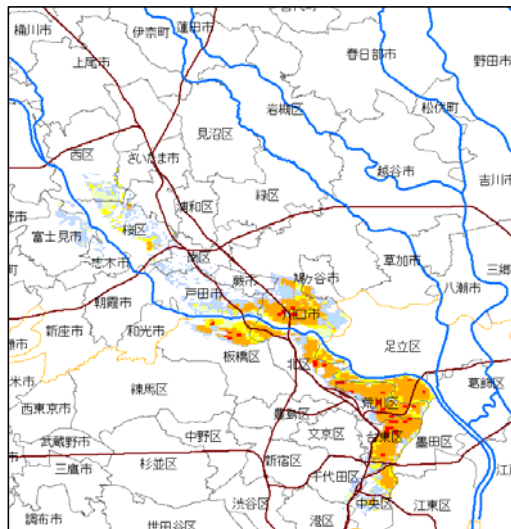 桶川市
伊奈町
蓮田市
春日部市
野田市
上尾市
岩槻区
松伏町
見沼区
西区
さいたま市
越谷市
吉川市
浦和区
緑区
桜区
富士見市
南区
草加市
三郷
志木市
蕨市
鳩ヶ谷市
八潮市
戸田市
朝霞市
川口市
新座市
和光市
足立区
板橋区
北区
葛飾区
練馬区
荒川区
西東京市
豊島区
文京区
台東区
墨田区
武蔵野市
中野区
新宿区
三鷹市
杉並区
千代田区
中央区
江東区
渋谷区
調布市
世田谷区
港区